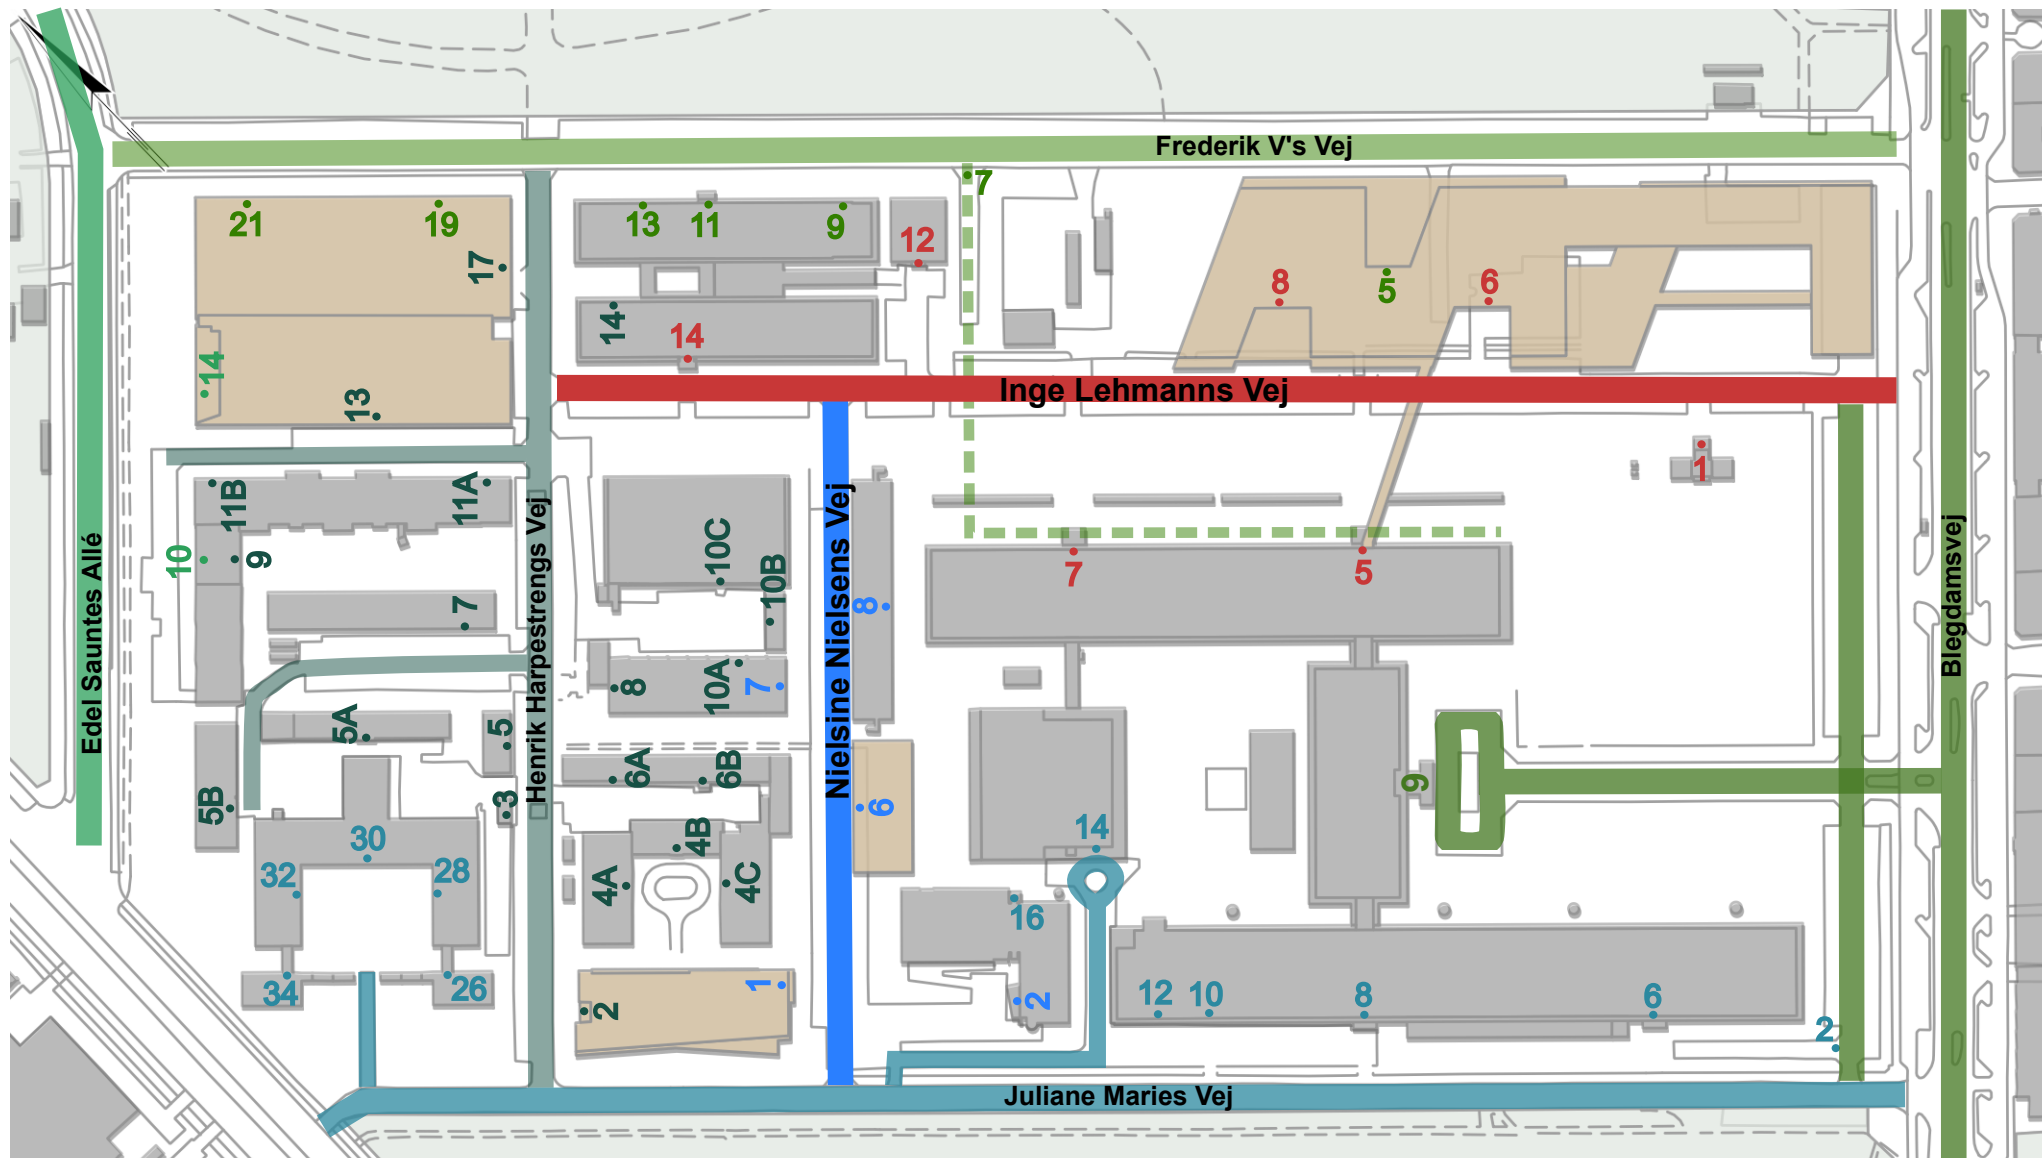 Frederik V's Vej
7
21
19
13
11
9
12
17
8
5
6
14
14
14
13
Inge Lehmanns Vej
1
11B
11A
10C
10
9
10B
7
5
7
8
Edel Sauntes Allé
Henrik Harpestrengs Vej
Nielsine Nielsens Vej
Blegdamsvej
8
10A
7
5A
5
6A
6B
9
5B
3
6
30
4B
14
32
28
4A
4C
16
34
26
2
1
2
12
10
8
6
2
Juliane Maries Vej